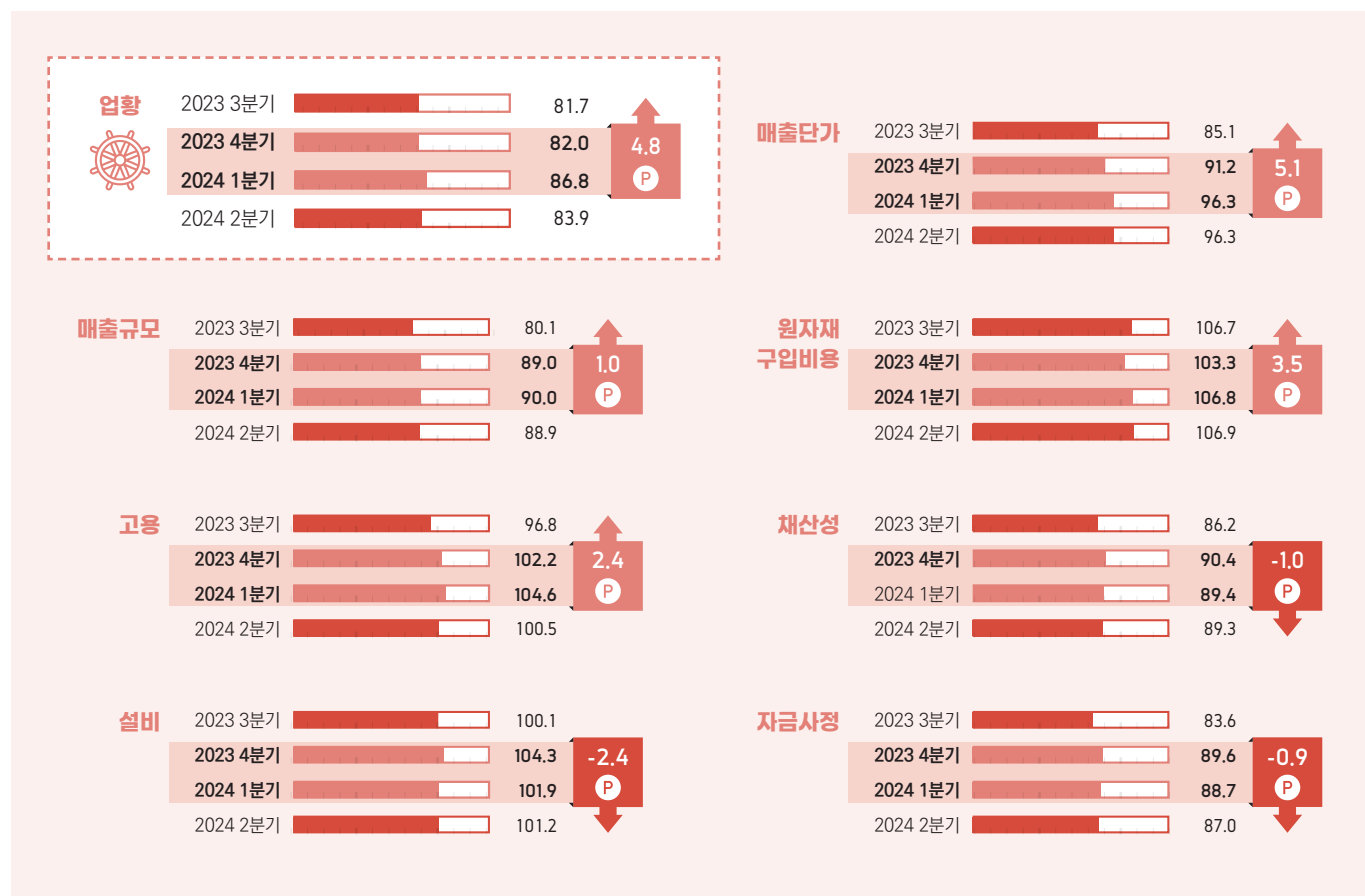 업황
2023 3분기 81.7
2023 4분기 82.0
2024 1분기 86.8
2024 2분기 83.9
4.8
P
매출단가
2023 3분기 85.1
2023 4분기 91.2
2024 1분기 96.3
2024 2분기 96.3
5.1
P
매출규모
2023 3분기 80.1
2023 4분기 89.0
2024 1분기 90.0
2024 2분기 88.9
1.0
P
원자재
구입비용
2023 3분기 106.7
2023 4분기 103.3
2024 1분기 106.8
2024 2분기 106.9
3.5
P
고용
2023 3분기 96.8
2023 4분기 102.2
2024 1분기 104.6
2024 2분기 100.5
2.4
P
채산성
2023 3분기 86.2
2023 4분기 90.4
2024 1분기 89.4
2024 2분기 89.3
-1.0
P
설비
2023 3분기 100.1
2023 4분기 104.3
2024 1분기 101.9
2024 2분기 101.2
-2.4
P
자금사정
2023 3분기 83.6
2023 4분기 89.6
2024 1분기 88.7
2024 2분기 87.0
-0.9
P